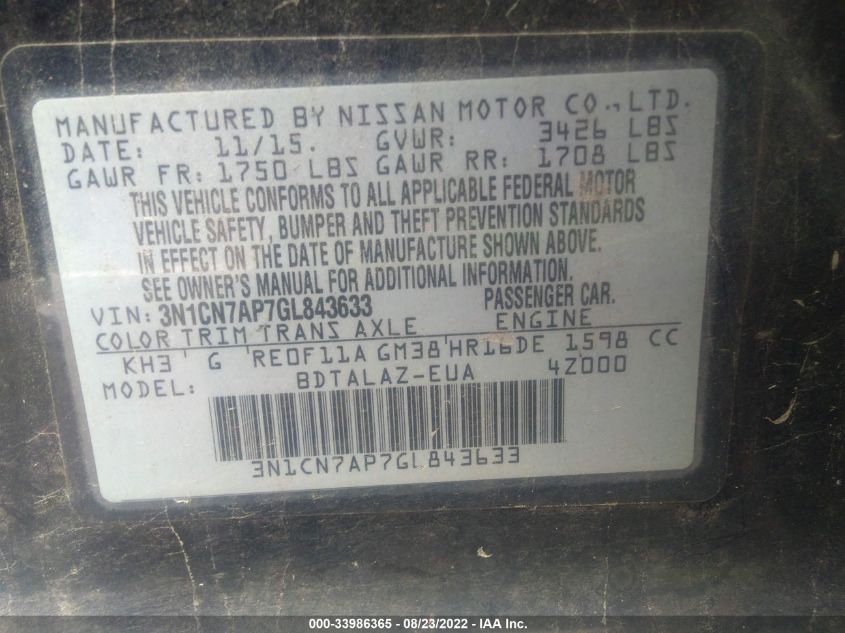 MANUFACTURED BY NISSAN MOTOR CO., LTD.
DATE: 11/15. GVWR: 3426 LBS
GAWR FR: 1750 LBS GAWR RR: 1708 LBS
THIS VEHICLE CONFORMS TO ALL APPLICABLE FEDERAL MOTOR
VEHICLE SAFETY, BUMPER AND THEFT PREVENTION STANDARDS
IN EFFECT ON THE DATE OF MANUFACTURE SHOWN ABOVE.
SEE OWNER'S MANUAL FOR ADDITIONAL INFORMATION.
VIN: 3N1CN7AP7GL843633 PASSENGER CAR.
COLOR TRIM TRANS AXLE ENGINE
KH3 G RE0F11A GM38 HR16DE 1598 CC
MODEL: BDTALAZ-EUA 4Z000
3N1CN7AP7GL843633
000-33986365 - 08/23/2022 - IAA Inc.